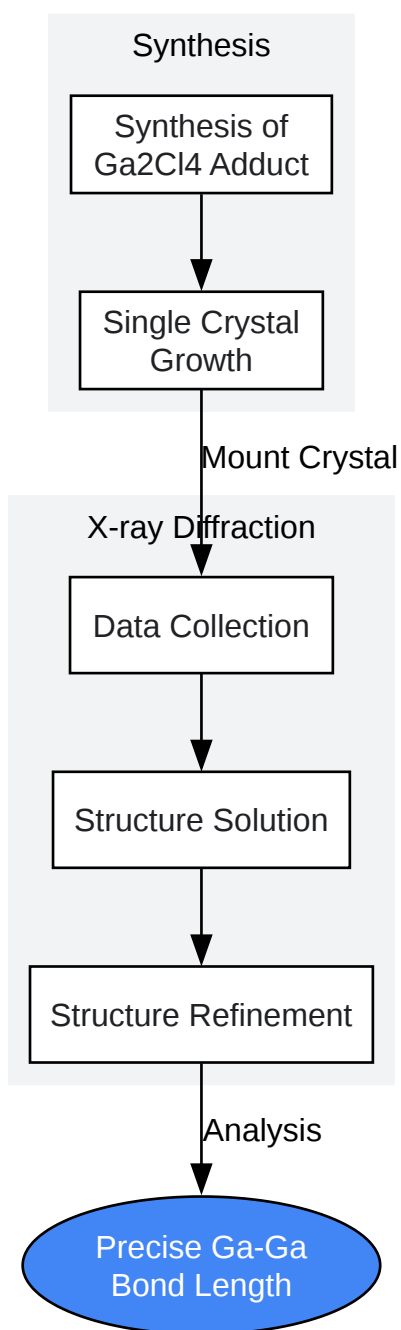 Synthesis
Synthesis of
Ga2Cl4 Adduct
Single Crystal
Growth
Mount Crystal
X-ray Diffraction
Data Collection
Structure Solution
Structure Refinement
Analysis
Precise Ga-Ga
Bond Length